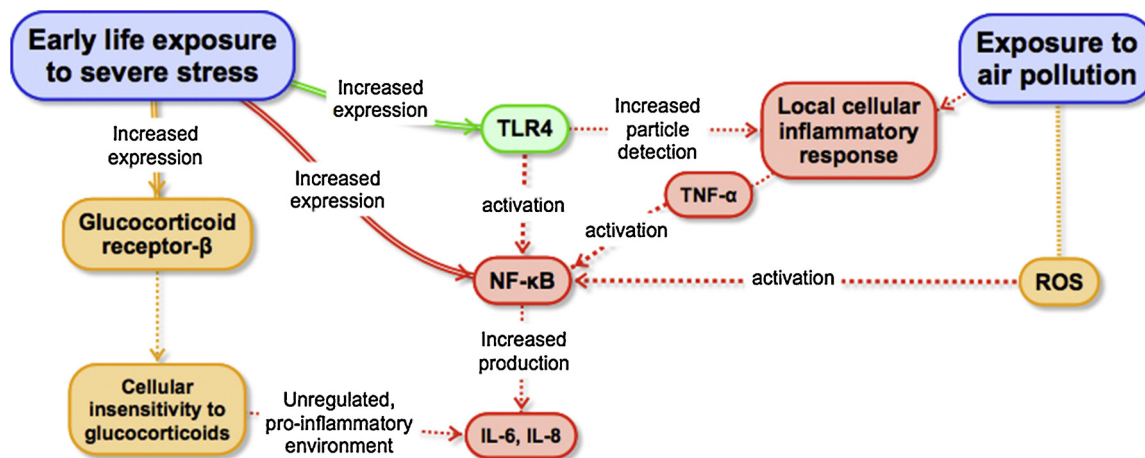 Early life exposure
to severe stress
Exposure to
air pollution
Increased
expression
Increased
expression
TLR4
Increased
particle
detection
Local cellular
inflammatory
response
Increased
expression
TNF-α
Glucocorticoid
receptor-β
activation
activation
NF-κB
activation
ROS
Increased
production
Cellular
insensitivity to
glucocorticoids
Unregulated,
pro-inflammatory
environment
IL-6, IL-8